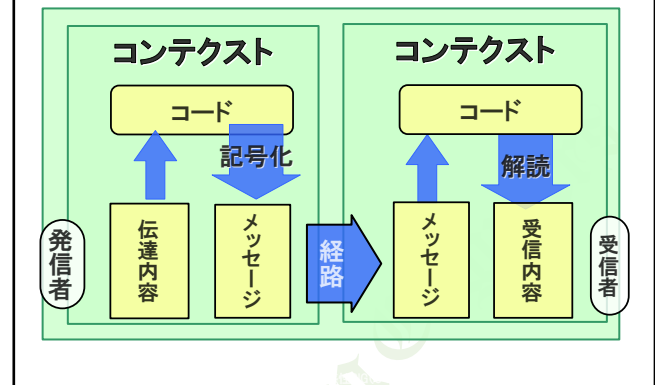 コンテクスト
コード
記号化
発信者
伝達内容
メッセージ
経路
コンテクスト
コード
解読
メッセージ
受信内容
受信者